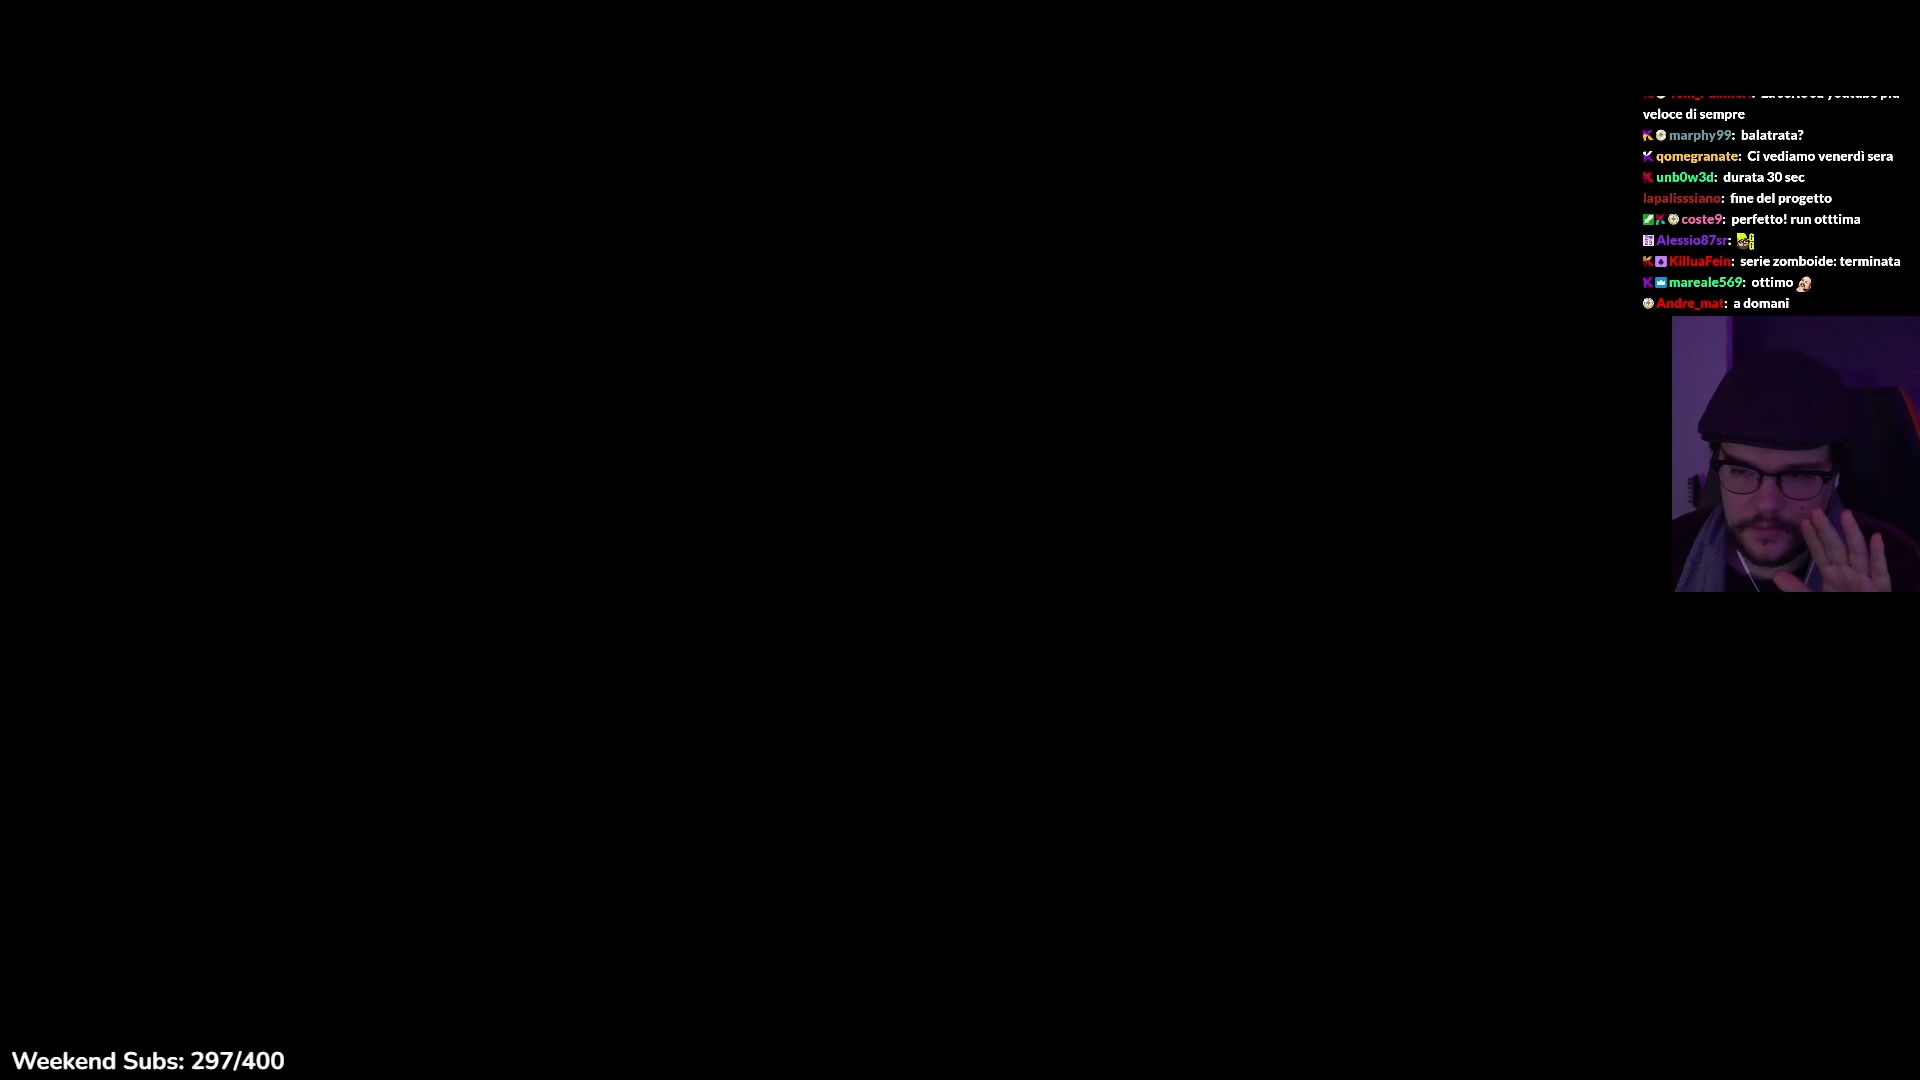 veloce di sempre
marphy99: balatrata?
qomegranate: Ci vediamo venerdì sera
unb0w3d: durata 30 sec
lapalisssiano: fine del progetto
coste9: perfetto! run otttima
Alessio87sr:
KilluaFein: serie zomboide: terminata
mareale569: ottimo
Andre_mat: a domani
Weekend Subs: 297/400